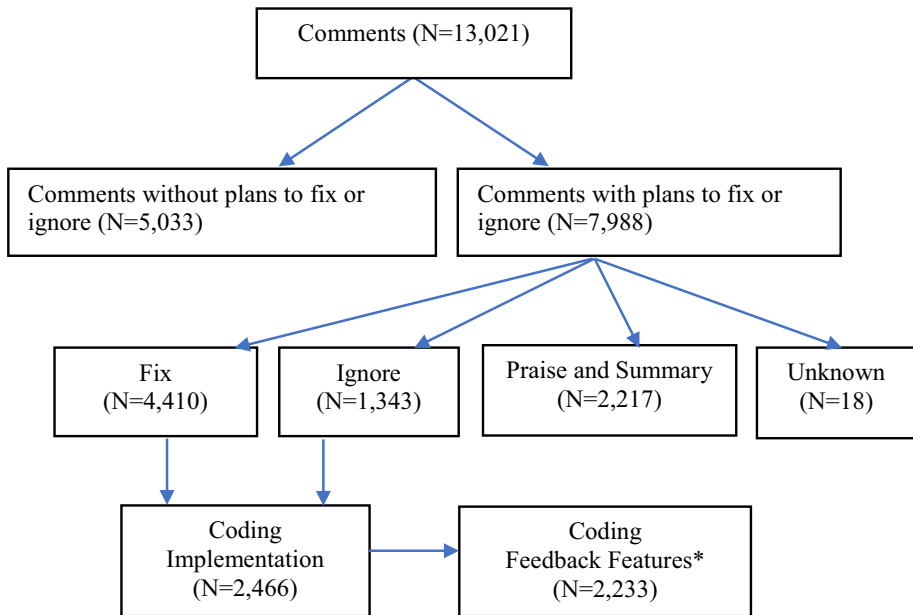 Comments (N=13,021)
Comments without plans to fix or
ignore (N=5,033)
Comments with plans to fix or
ignore (N=7,988)
Fix
(N=4,410)
Ignore
(N=1,343)
Praise and Summary
(N=2,217)
Unknown
(N=18)
Coding
Implementation
(N=2,466)
Coding
Feedback Features*
(N=2,233)